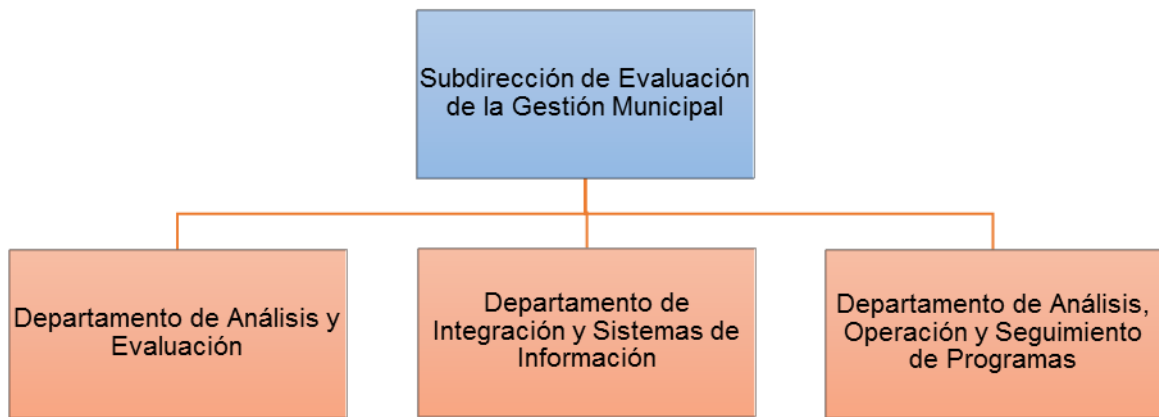 Subdirección de Evaluación
de la Gestión Municipal
Departamento de Análisis y
Evaluación
Departamento de
Integración y Sistemas de
Información
Departamento de Análisis,
Operación y Seguimiento
de Programas